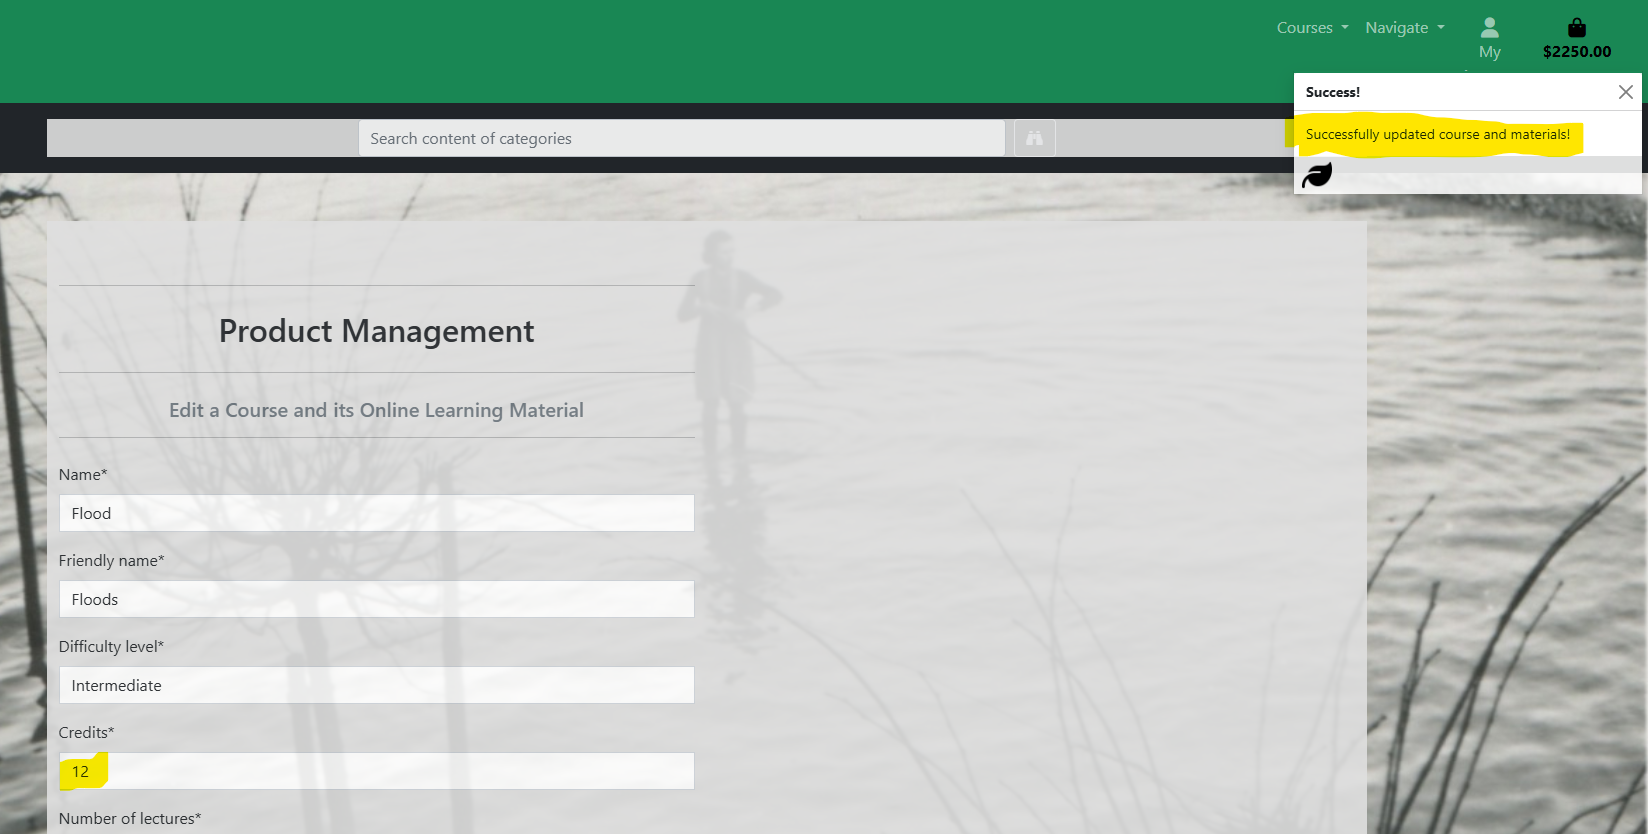 Courses
Navigate
My
$2250.00
Success!
Successfully updated course and materials!
Search content of categories
Product Management
Edit a Course and its Online Learning Material
Name*
Flood
Friendly name*
Floods
Difficulty level*
Intermediate
Credits*
12
Number of lectures*